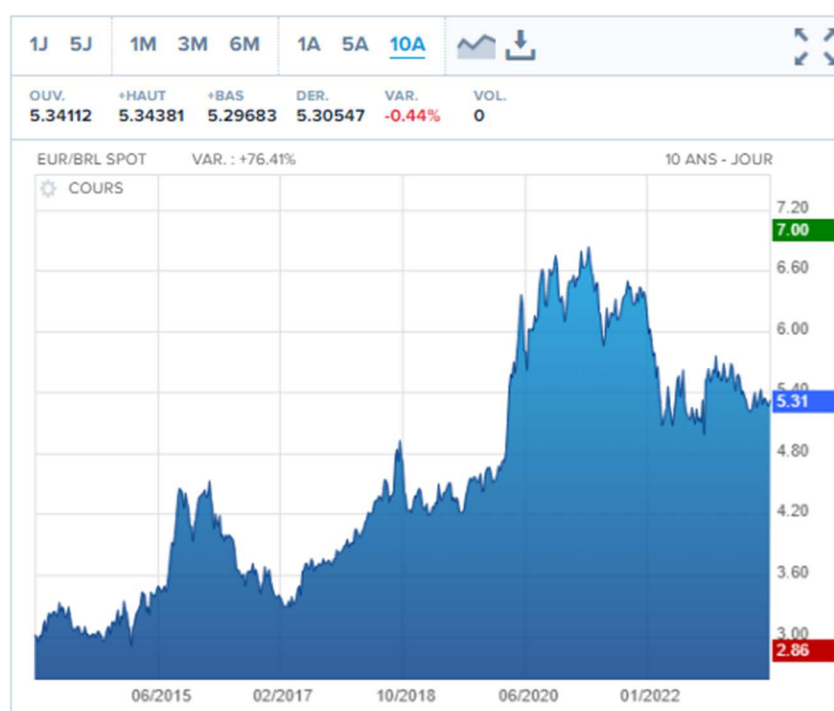 1J 5J 1M 3M 6M 1A 5A 10A
OUV. +HAUT +BAS DER. VAR. VOL.
5.34112 5.34381 5.29683 5.30547 -0.44% 0
EUR/BRL SPOT VAR. : +76.41% 10 ANS - JOUR
COURS
7.20
7.00
6.60
6.00
5.40
5.31
4.80
4.20
3.60
3.00
2.86
06/2015 02/2017 10/2018 06/2020 01/2022